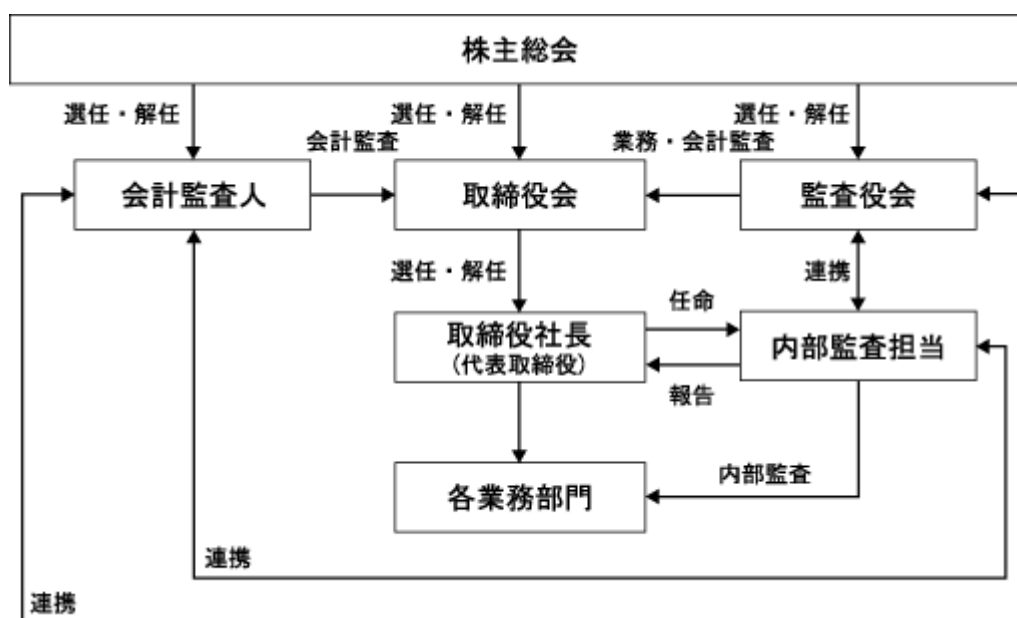 株主総会
選任・解任
選任・解任
選任・解任
会計監査
業務・会計監査
会計監査人
取締役会
監査役会
選任・解任
連携
任命
取締役社長
(代表取締役)
内部監査担当
報告
内部監査
各業務部門
連携
連携